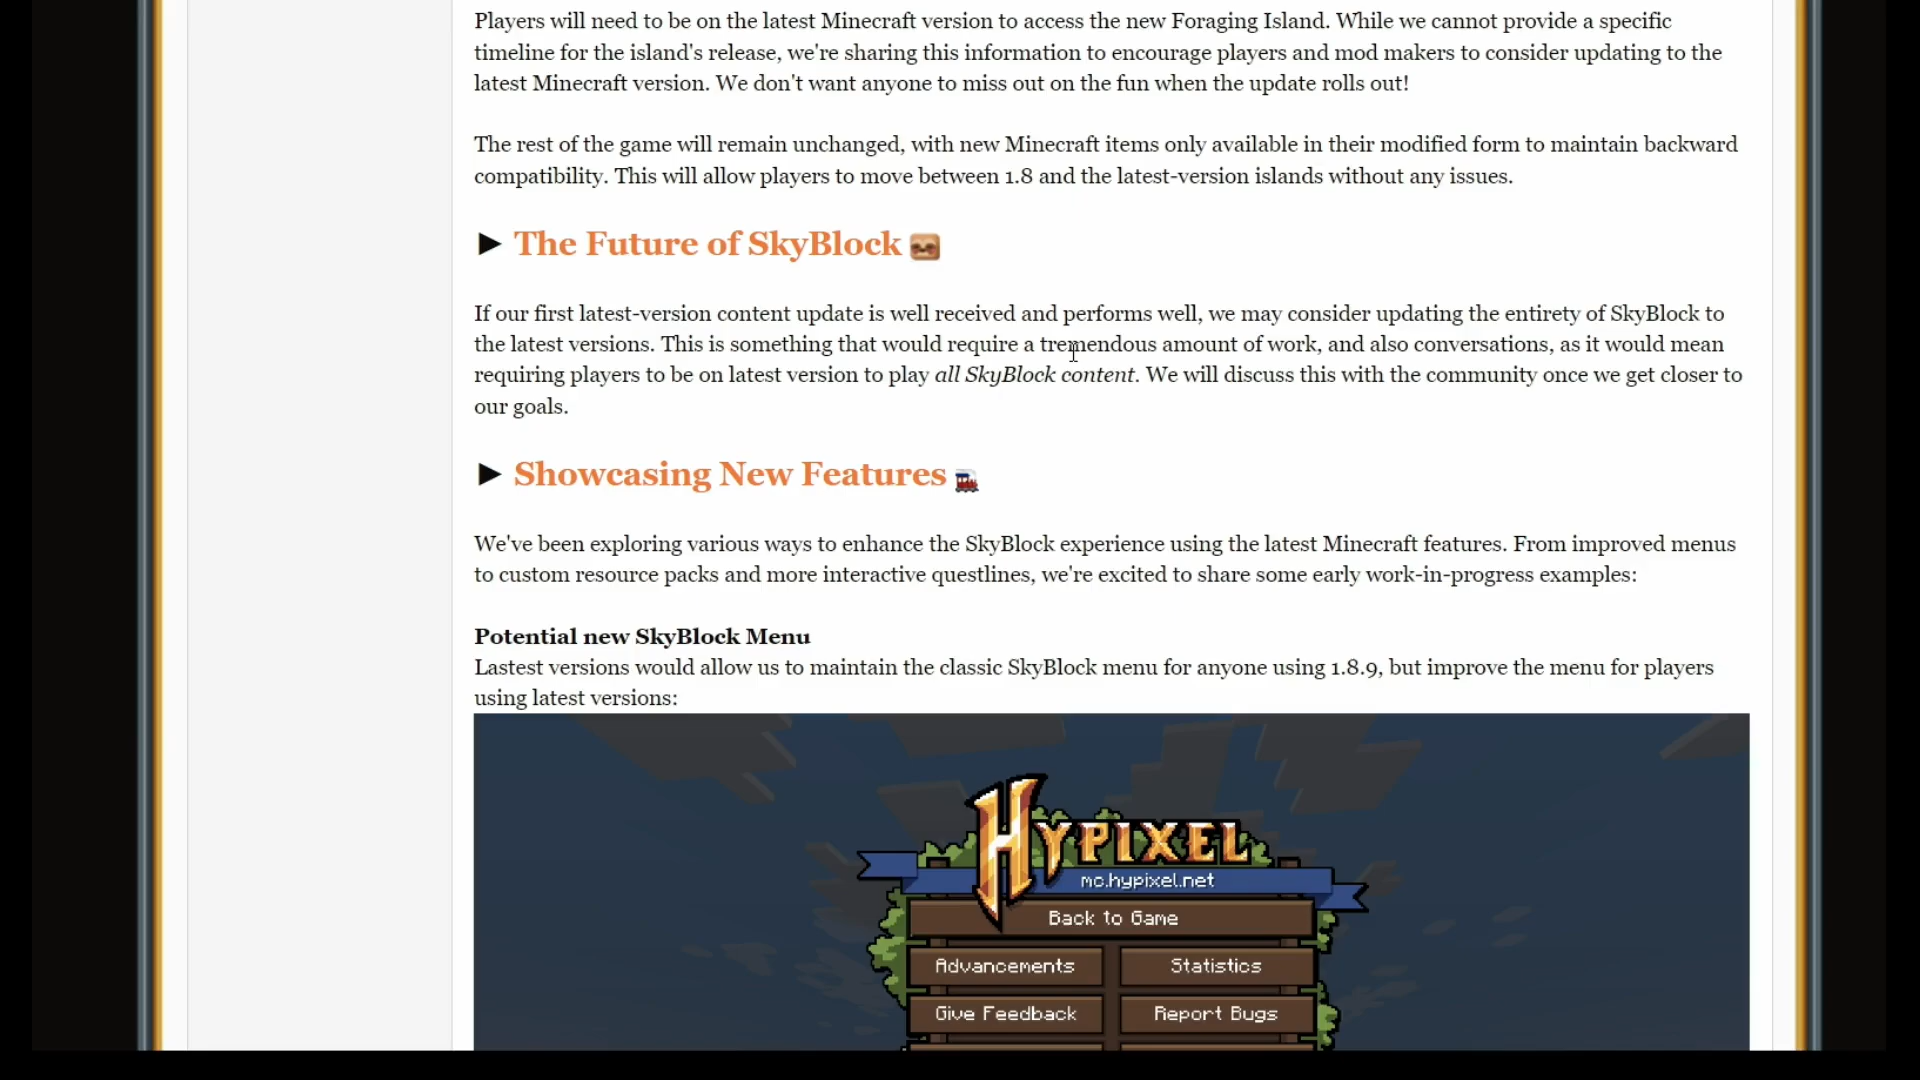 Players will need to be on the latest Minecraft version to access the new Foraging Island. While we cannot provide a specific
timeline for the island's release, we're sharing this information to encourage players and mod makers to consider updating to the
latest Minecraft version. We don't want anyone to miss out on the fun when the update rolls out!
The rest of the game will remain unchanged, with new Minecraft items only available in their modified form to maintain backward
compatibility. This will allow players to move between 1.8 and the latest-version islands without any issues.
► The Future of SkyBlock
If our first latest-version content update is well received and performs well, we may consider updating the entirety of SkyBlock to
the latest versions. This is something that would require a tremendous amount of work, and also conversations, as it would mean
requiring players to be on latest version to play all SkyBlock content. We will discuss this with the community once we get closer to
our goals.
► Showcasing New Features
We've been exploring various ways to enhance the SkyBlock experience using the latest Minecraft features. From improved menus
to custom resource packs and more interactive questlines, we're excited to share some early work-in-progress examples:
Potential new SkyBlock Menu
Lastest versions would allow us to maintain the classic SkyBlock menu for anyone using 1.8.9, but improve the menu for players
using latest versions:
HYPIXEL
mc.hypixel.net
Back to Game
Advancements Statistics
Give Feedback Report Bugs